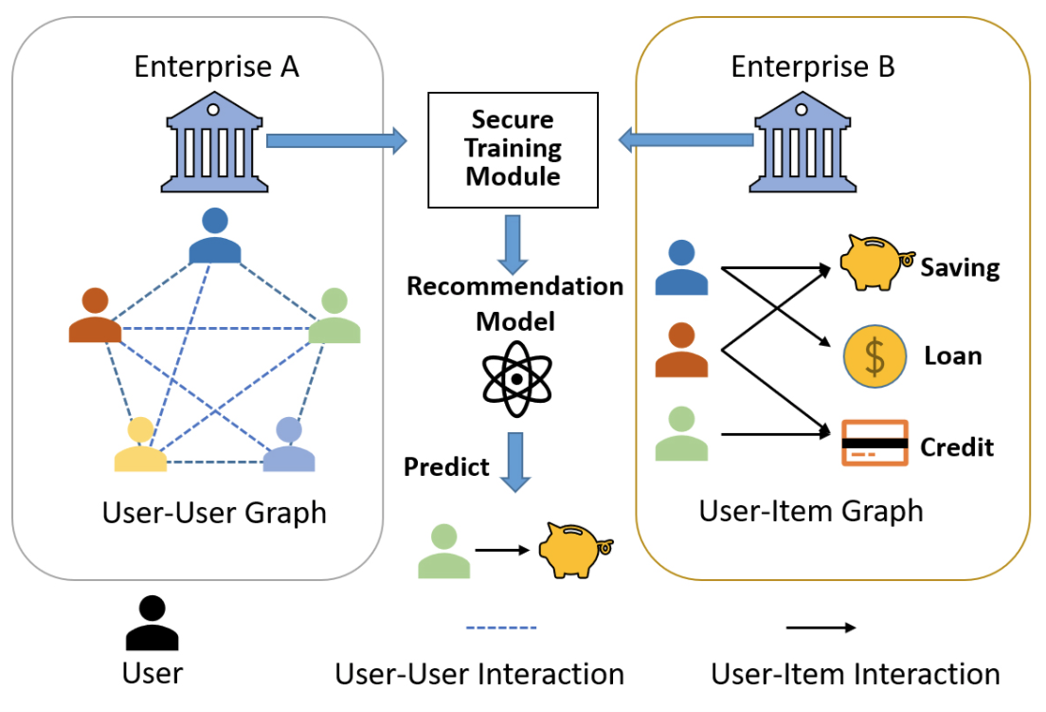 Enterprise A
Enterprise B
Secure
Training
Module
Recommendation
Model
Saving
Loan
Credit
Predict
User-User Graph
User-Item Graph
User
User-User Interaction
User-Item Interaction
$